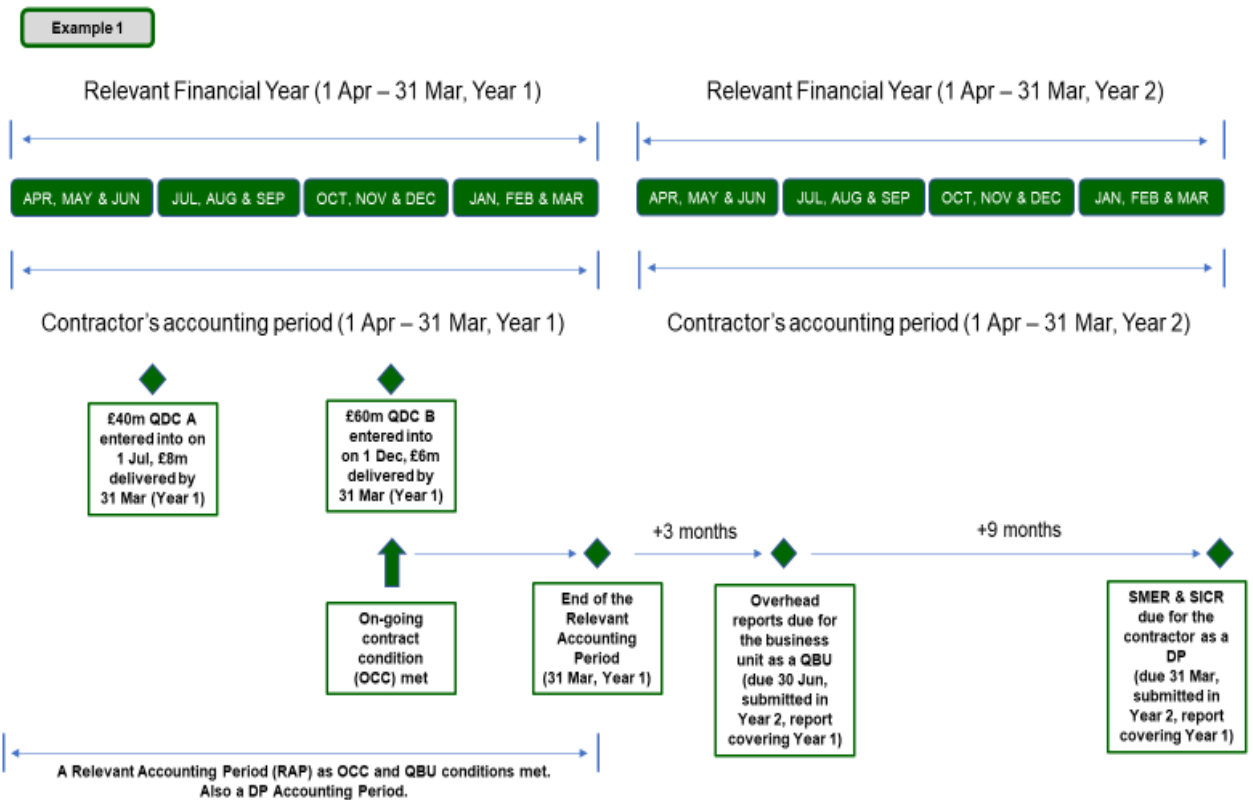 Example 1
Relevant Financial Year (1 Apr – 31 Mar, Year 1)
Relevant Financial Year (1 Apr – 31 Mar, Year 2)
APR, MAY & JUN
JUL, AUG & SEP
OCT, NOV & DEC
JAN, FEB & MAR
APR, MAY & JUN
JUL, AUG & SEP
OCT, NOV & DEC
JAN, FEB & MAR
Contractor's accounting period (1 Apr – 31 Mar, Year 1)
Contractor's accounting period (1 Apr – 31 Mar, Year 2)
£40m QDC A
entered into on
1 Jul, £8m
delivered by
31 Mar (Year 1)
£60m QDC B
entered into
on 1 Dec, £6m
delivered by
31 Mar (Year 1)
+3 months
+9 months
On-going
contract
condition
(OCC) met
End of the
Relevant
Accounting
Period
(31 Mar, Year 1)
Overhead
reports due for
the business
unit as a QBU
(due 30 Jun,
submitted in
Year 2, report
covering Year 1)
SMER & SICR
due for the
contractor as a
DP
(due 31 Mar,
submitted in
Year 2, report
covering Year 1)
A Relevant Accounting Period (RAP) as OCC and QBU conditions met.
Also a DP Accounting Period.